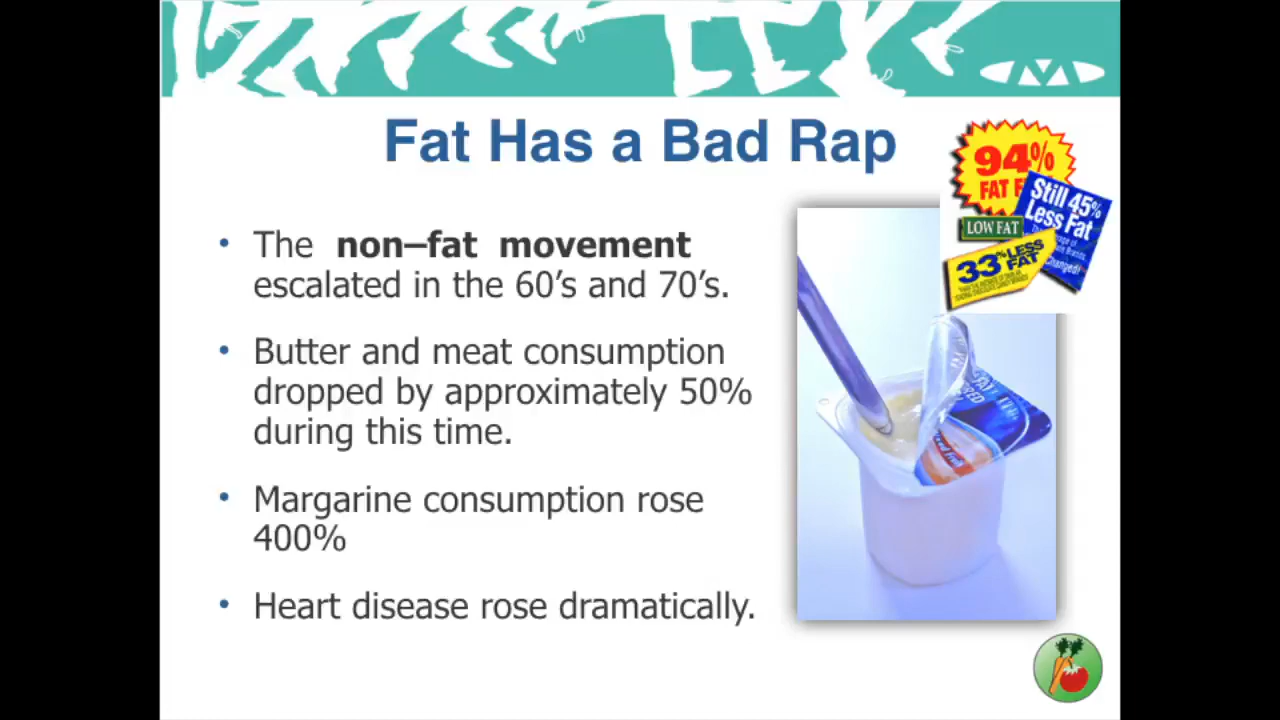 Fat Has a Bad Rap
94%
FAT F
Still 45%
Less Fat
LOW FAT
33% LESS
FAT
• The non–fat movement
escalated in the 60's and 70's.
• Butter and meat consumption
dropped by approximately 50%
during this time.
• Margarine consumption rose
400%
• Heart disease rose dramatically.